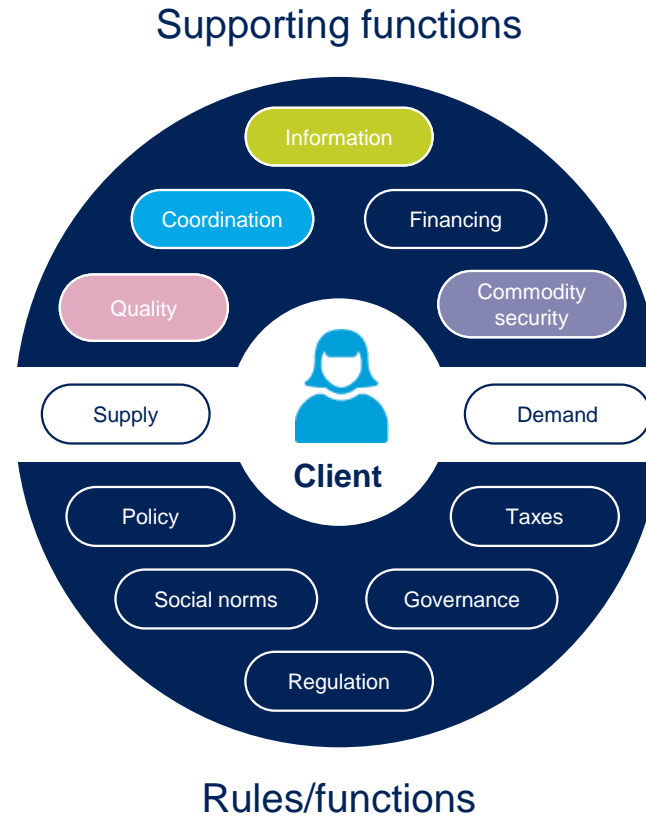 Supporting functions
Information
Coordination
Financing
Quality
Commodity
security
Supply
Demand
Client
Policy
Taxes
Social norms
Governance
Regulation
Rules/functions